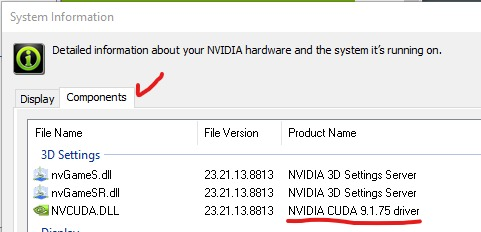 System Information
Detailed information about your NVIDIA hardware and the system it's running on.
Display Components
File Name File Version Product Name
3D Settings
nvGameS.dll 23.21.13.8813 NVIDIA 3D Settings Server
nvGameSR.dll 23.21.13.8813 NVIDIA 3D Settings Server
NVCUDA.DLL 23.21.13.8813 NVIDIA CUDA 9.1.75 driver
Display